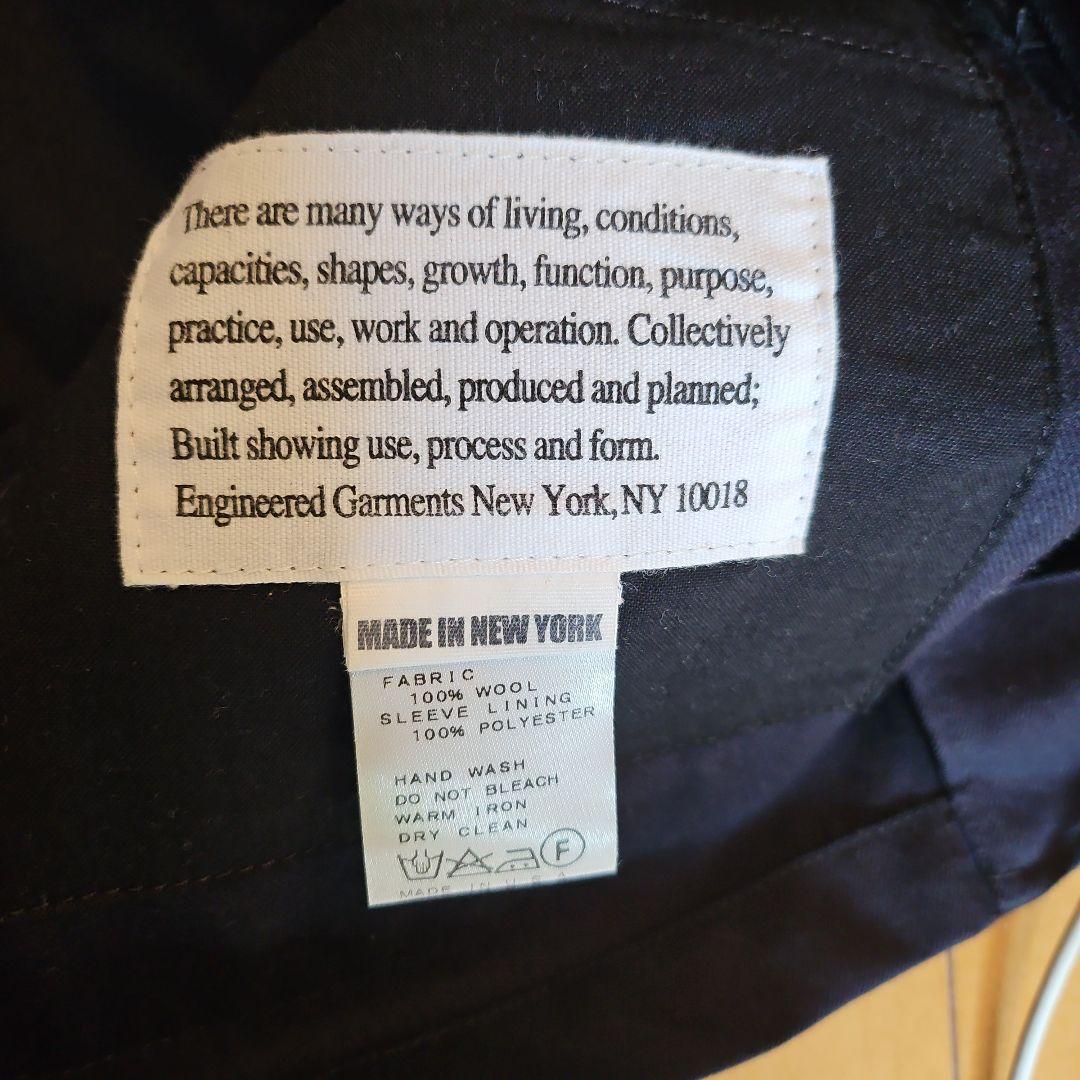 There are many ways of living, conditions,
capacities, shapes, growth, function, purpose,
practice, use, work and operation. Collectively
arranged, assembled, produced and planned;
Built showing use, process and form.
Engineered Garments New York, NY 10018
MADE IN NEW YORK
FABRIC
100% WOOL
SLEEVE LINING
100% POLYESTER
HAND WASH
DO NOT BLEACH
WARM IRON
DRY CLEAN
F
MADE IN U.S.A